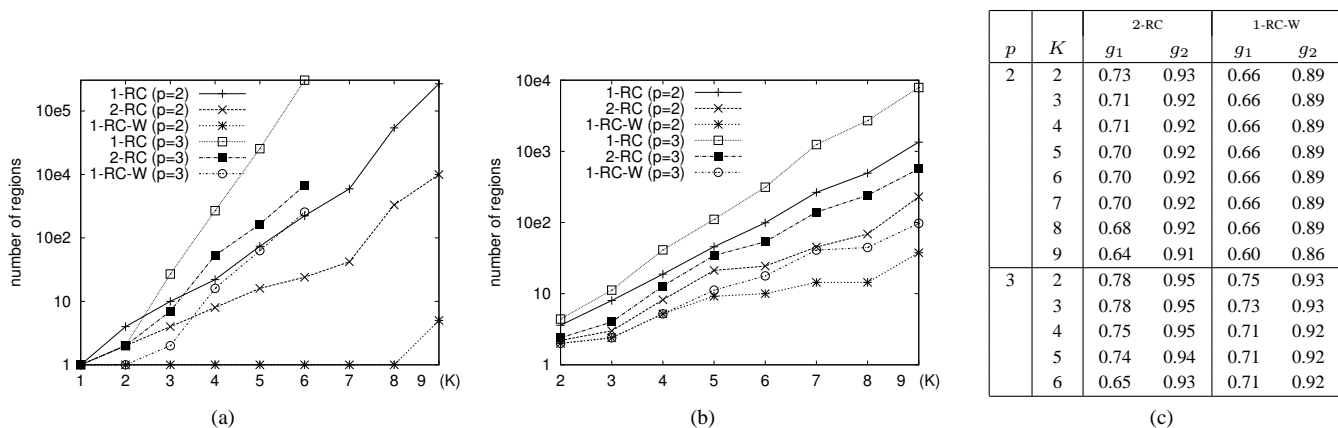 10e5
10e4
10e2
10
1
number of regions
1-RC (p=2)
2-RC (p=2)
1-RC-W (p=2)
1-RC (p=3)
2-RC (p=3)
1-RC-W (p=3)
1 2 3 4 5 6 7 8 9 (K)
(a)
10e4
10e3
10e2
10
1
number of regions
1-RC (p=2)
2-RC (p=2)
1-RC-W (p=2)
1-RC (p=3)
2-RC (p=3)
1-RC-W (p=3)
2 3 4 5 6 7 8 9 (K)
(b)
2-RC 1-RC-W
p K g1 g2 g1 g2
2 2 0.73 0.93 0.66 0.89
3 0.71 0.92 0.66 0.89
4 0.71 0.92 0.66 0.89
5 0.70 0.92 0.66 0.89
6 0.70 0.92 0.66 0.89
7 0.70 0.92 0.66 0.89
8 0.68 0.92 0.66 0.89
9 0.64 0.91 0.60 0.86
3 2 0.78 0.95 0.75 0.93
3 0.78 0.95 0.73 0.93
4 0.75 0.95 0.71 0.92
5 0.74 0.94 0.71 0.92
6 0.65 0.93 0.71 0.92
(c)